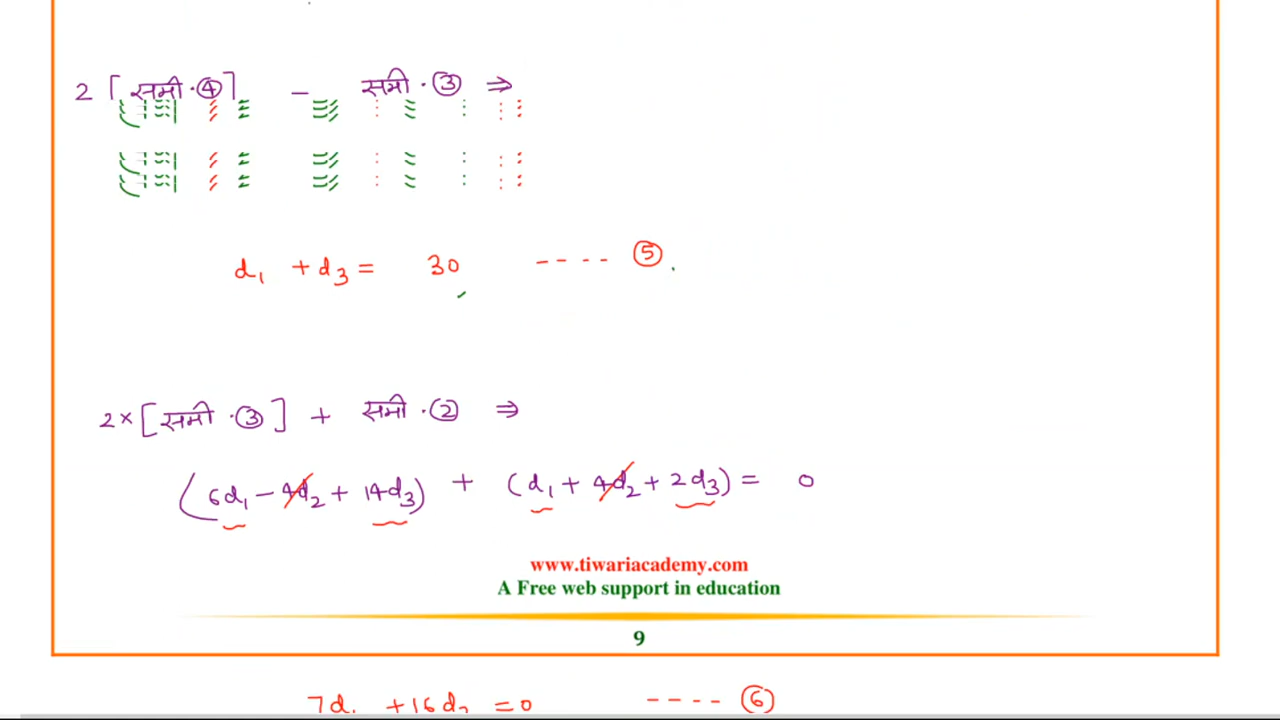 2 [समी. ④] - समी. ③ ⇒
d₁ + d₃ = 30 ---- ⑤.
2 × [समी. ③] + समी. ② ⇒
(6d₁ - 4d₂ + 14d₃) + (d₁ + 4d₂ + 2d₃) = 0
www.tiwariacademy.com
A Free web support in education
9
7d₁ + 16d₃ = 0 ---- ⑥